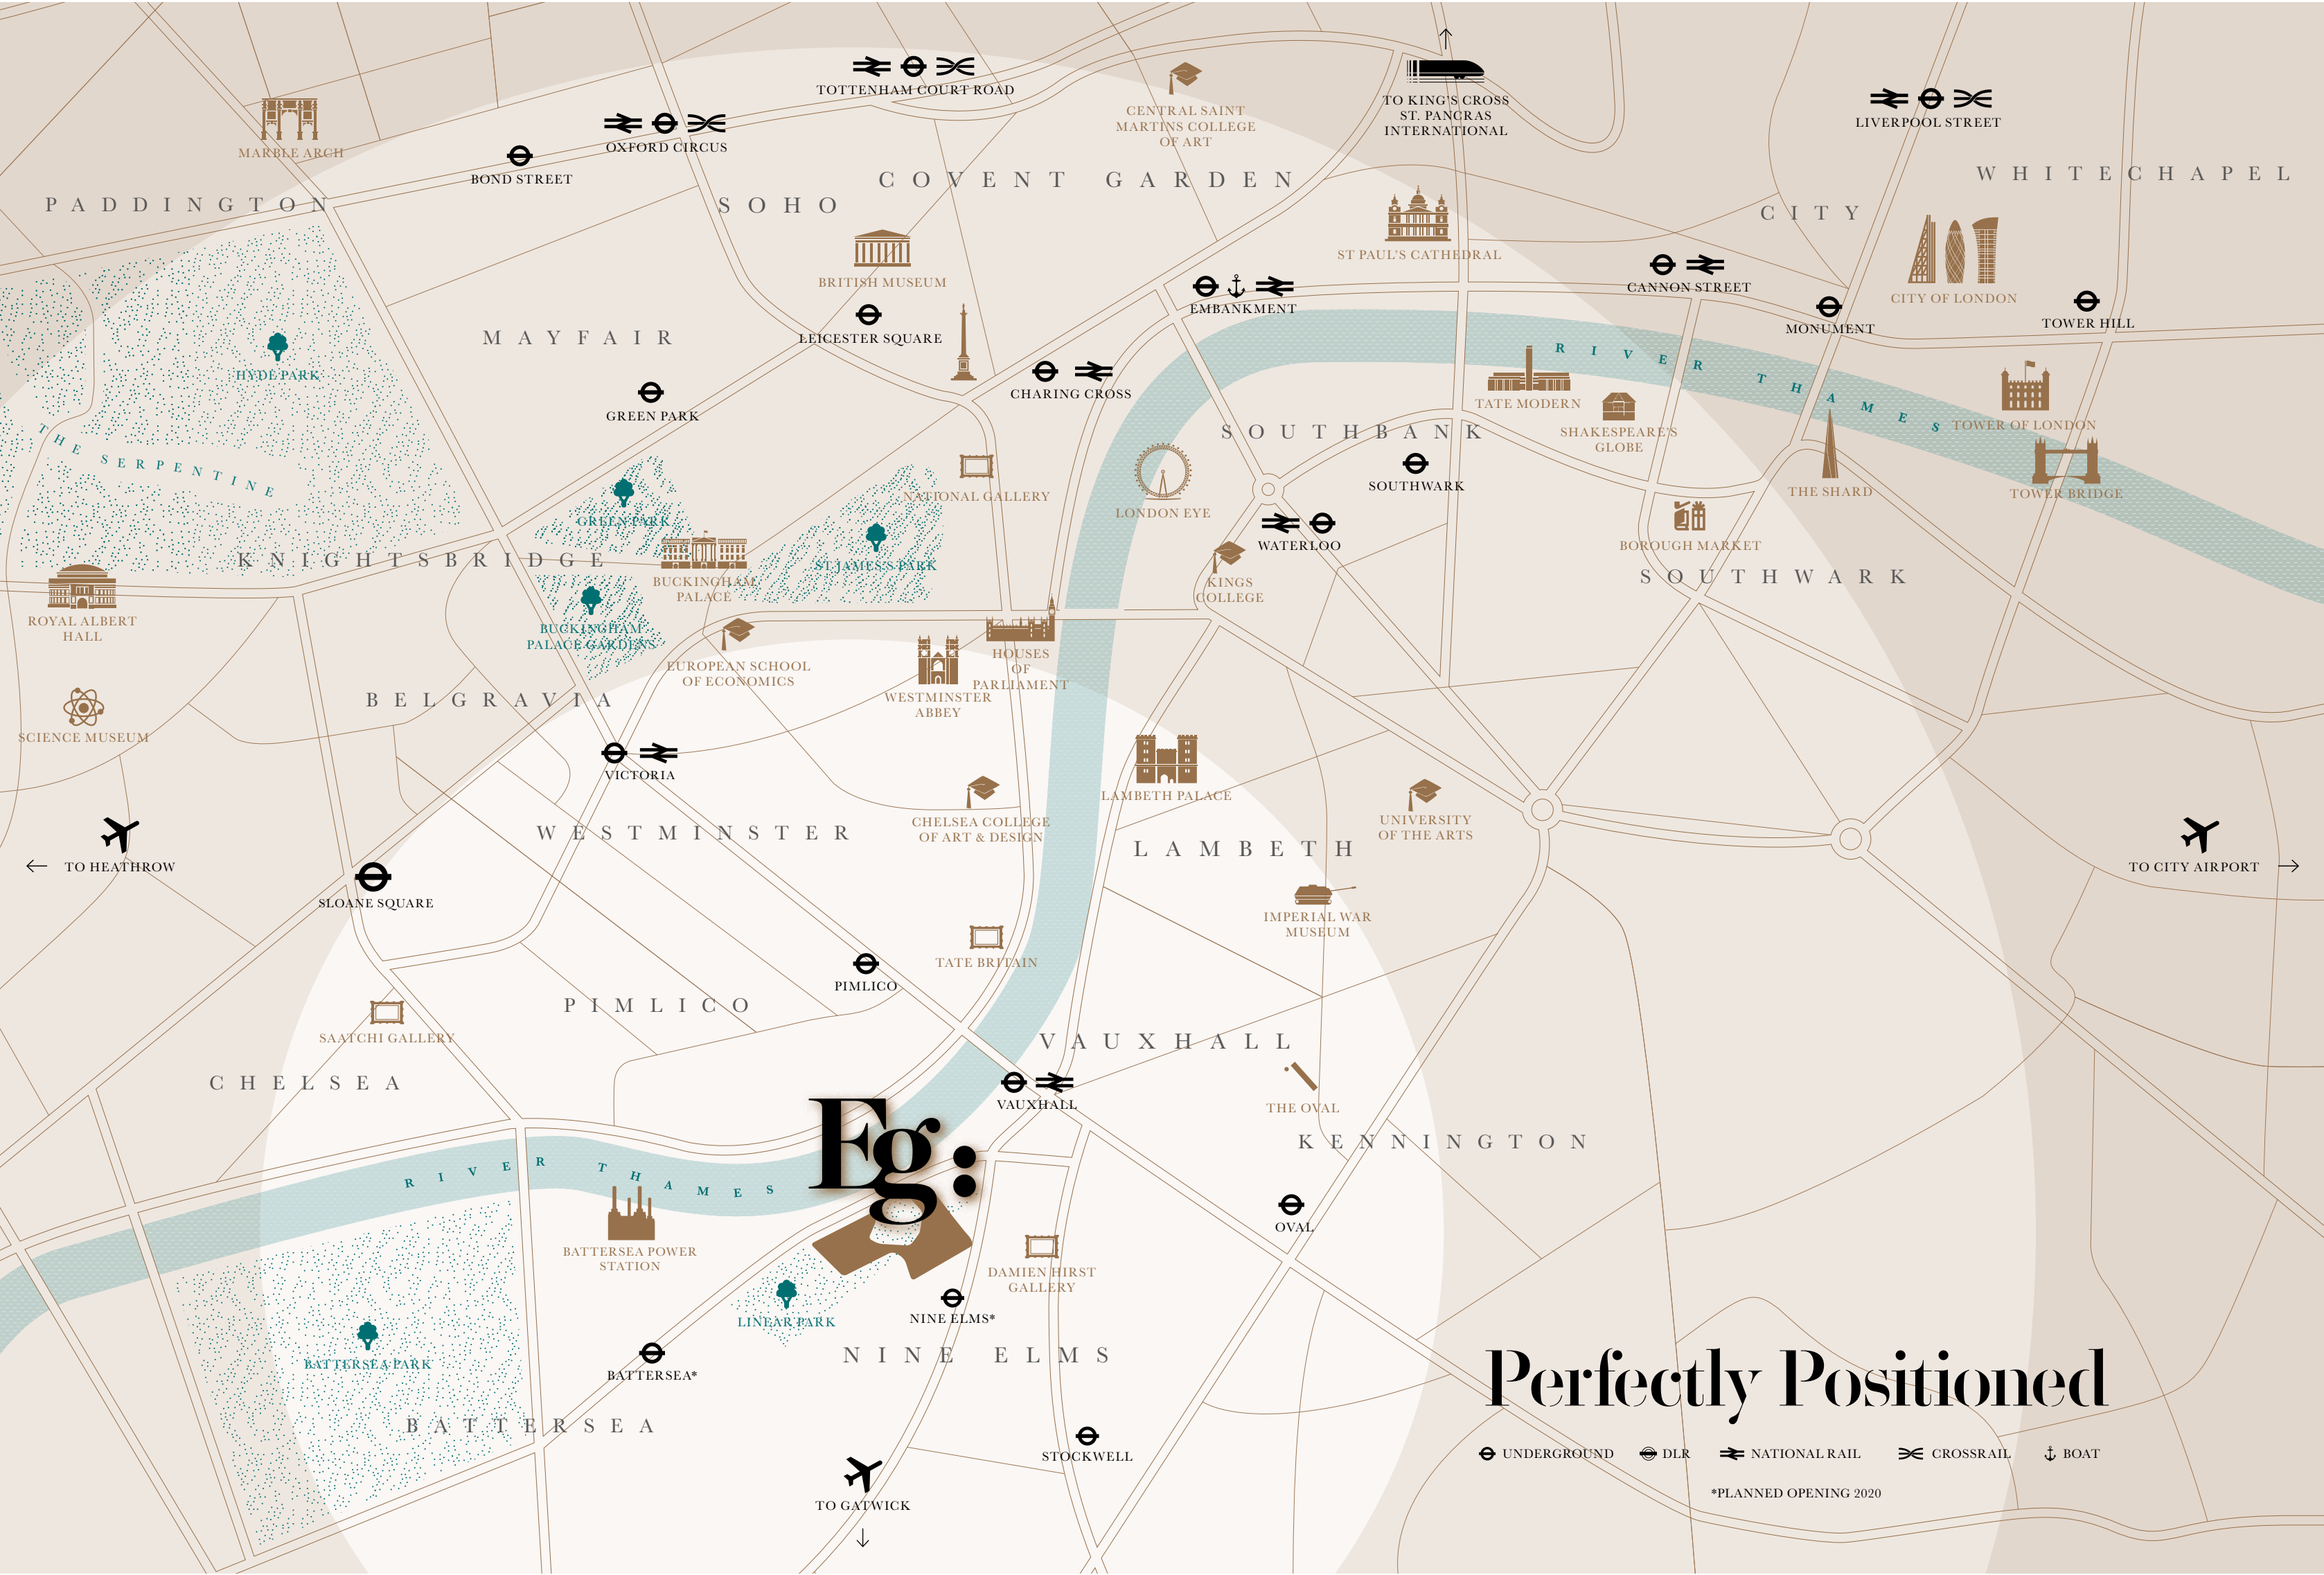 TOTTENHAM COURT ROAD
TO KING'S CROSS
ST. PANCRAS
INTERNATIONAL
CENTRAL SAINT
MARTINS COLLEGE
OF ART
LIVERPOOL STREET
MARBLE ARCH
OXFORD CIRCUS
BOND STREET
WHITECHAPEL
COVENT GARDEN
PADDINGTON
SOHO
CITY
ST PAUL'S CATHEDRAL
BRITISH MUSEUM
CANNON STREET
CITY OF LONDON
EMBANKMENT
MONUMENT
TOWER HILL
MAYFAIR
LEICESTER SQUARE
RIVER THAMES
HYDE PARK
CHARING CROSS
TATE MODERN
GREEN PARK
SOUTHBANK
SHAKESPEARE'S
GLOBE
TOWER OF LONDON
THE SERPENTINE
SOUTHWARK
THE SHARD
TOWER BRIDGE
NATIONAL GALLERY
LONDON EYE
GREEN PARK
WATERLOO
BOROUGH MARKET
KNIGHTSBRIDGE
ST JAMES'S PARK
SOUTHWARK
BUCKINGHAM
PALACE
KINGS
COLLEGE
ROYAL ALBERT
HALL
BUCKINGHAM
PALACE GARDENS
HOUSES
OF
PARLIAMENT
EUROPEAN SCHOOL
OF ECONOMICS
WESTMINSTER
ABBEY
BELGRAVIA
SCIENCE MUSEUM
VICTORIA
LAMBETH PALACE
CHELSEA COLLEGE
OF ART & DESIGN
UNIVERSITY
OF THE ARTS
WESTMINSTER
LAMBETH
TO HEATHROW
TO CITY AIRPORT
SLOANE SQUARE
IMPERIAL WAR
MUSEUM
TATE BRITAIN
PIMLICO
PIMLICO
SAATCHI GALLERY
VAUXHALL
CHELSEA
VAUXHALL
THE OVAL
KENNINGTON
Eg:
RIVER THAMES
OVAL
BATTERSEA POWER
STATION
DAMIEN HIRST
GALLERY
LINEAR PARK
NINE ELMS*
NINE ELMS
BATTERSEA PARK
BATTERSEA*
BATTERSEA
STOCKWELL
TO GATWICK
Perfectly Positioned
UNDERGROUND DLR NATIONAL RAIL CROSSRAIL BOAT
*PLANNED OPENING 2020